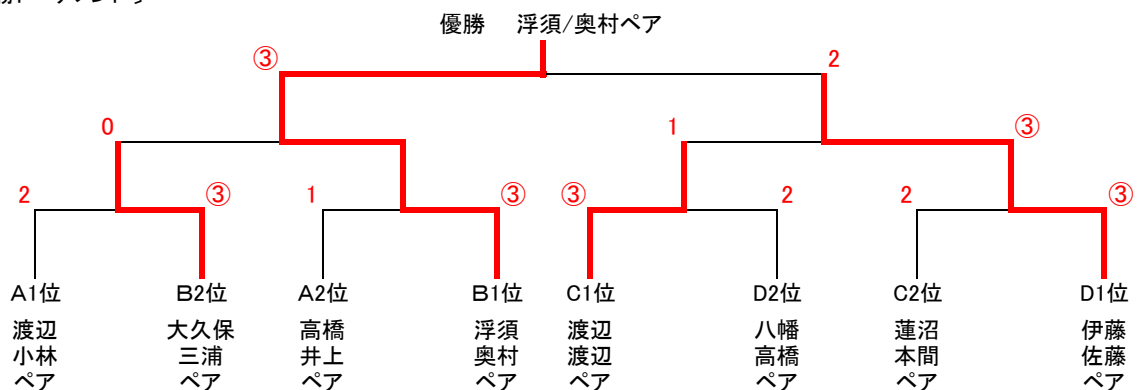 優勝 浮須/奥村ペア
③ 2
0 1 ③
2 ③ 1 ③ ③ 2 2 ③
A1位 B2位 A2位 B1位 C1位 D2位 C2位 D1位
渡辺 大久保 高橋 浮須 渡辺 八幡 蓮沼 伊藤
小林 三浦 井上 奥村 渡辺 高橋 本間 佐藤
ペア ペア ペア ペア ペア ペア ペア ペア